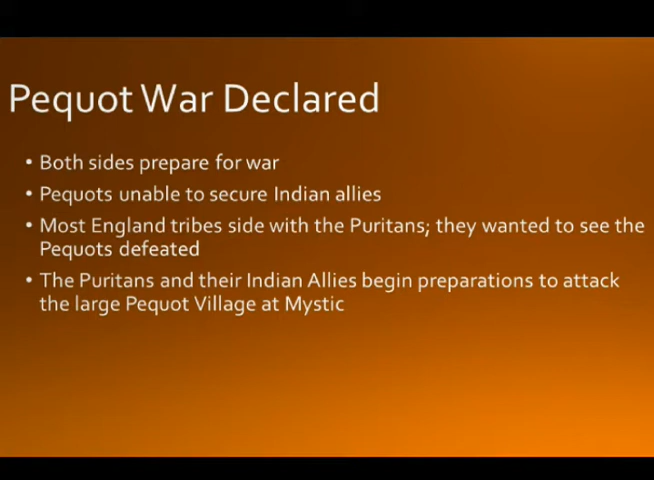 Pequot War Declared
• Both sides prepare for war
• Pequots unable to secure Indian allies
• Most England tribes side with the Puritans; they wanted to see the
Pequots defeated
• The Puritans and their Indian Allies begin preparations to attack
the large Pequot Village at Mystic